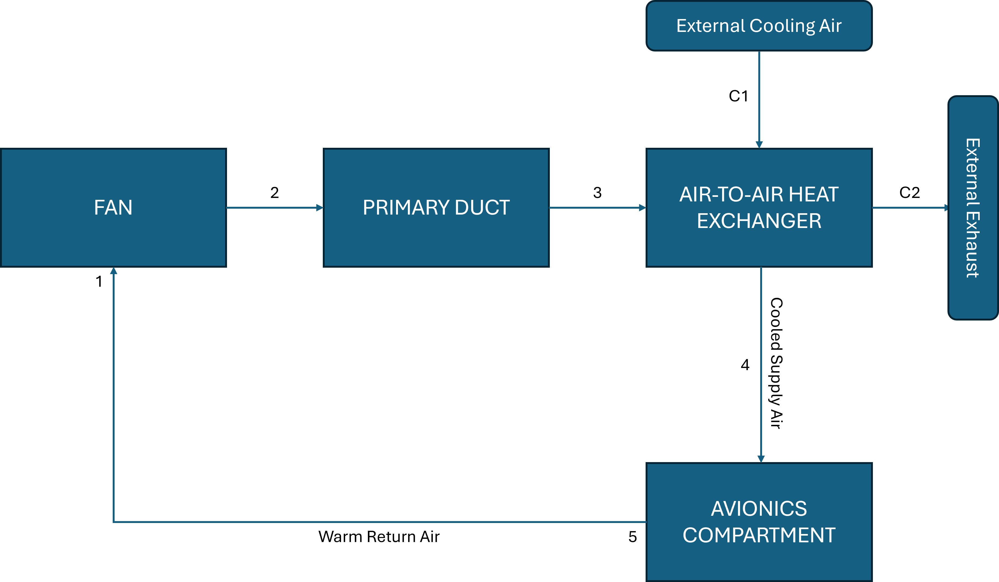 External Cooling Air
C1
FAN
2
PRIMARY DUCT
3
AIR-TO-AIR HEAT
EXCHANGER
C2
External Exhaust
1
4
Cooled Supply Air
AVIONICS
COMPARTMENT
5
Warm Return Air